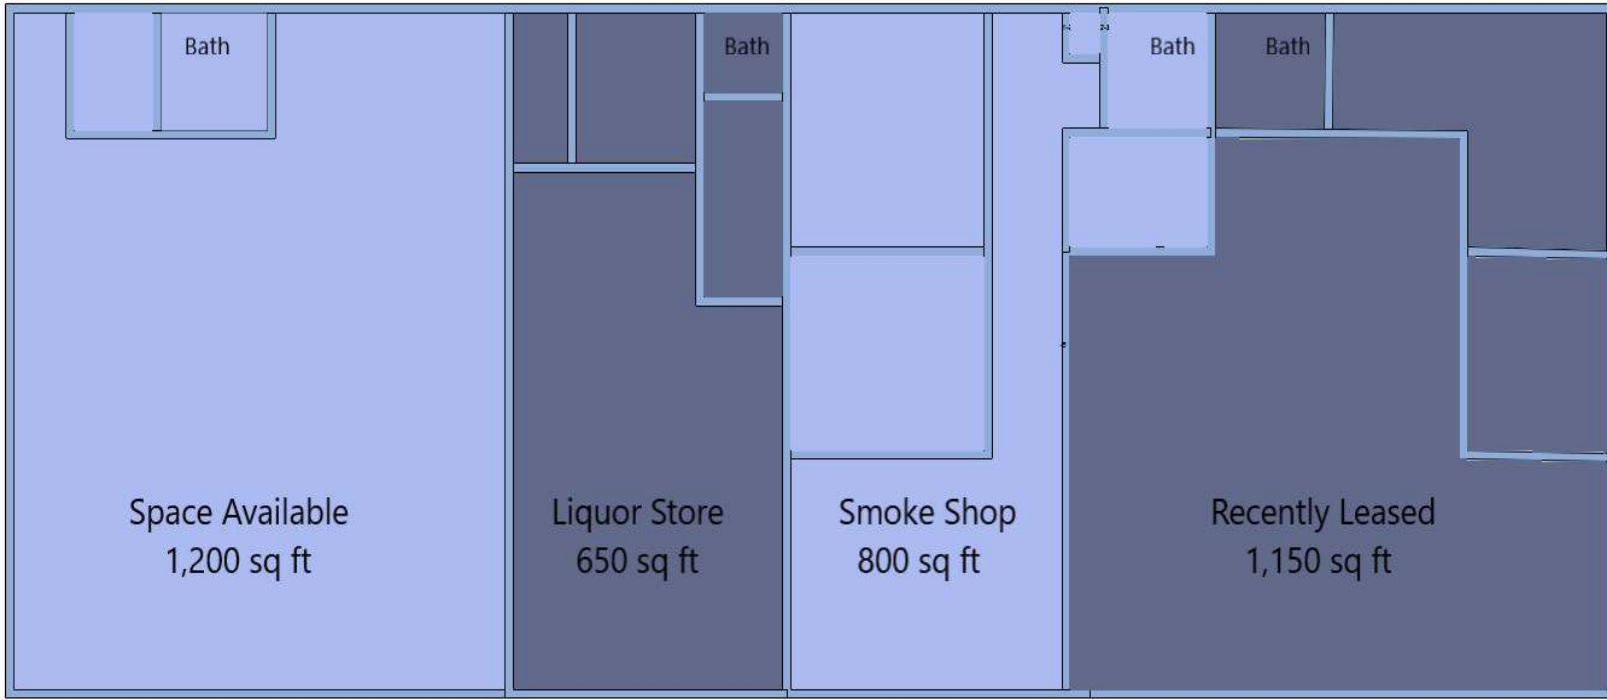 Bath
Bath
Bath
Bath
Space Available
1,200 sq ft
Liquor Store
650 sq ft
Smoke Shop
800 sq ft
Recently Leased
1,150 sq ft